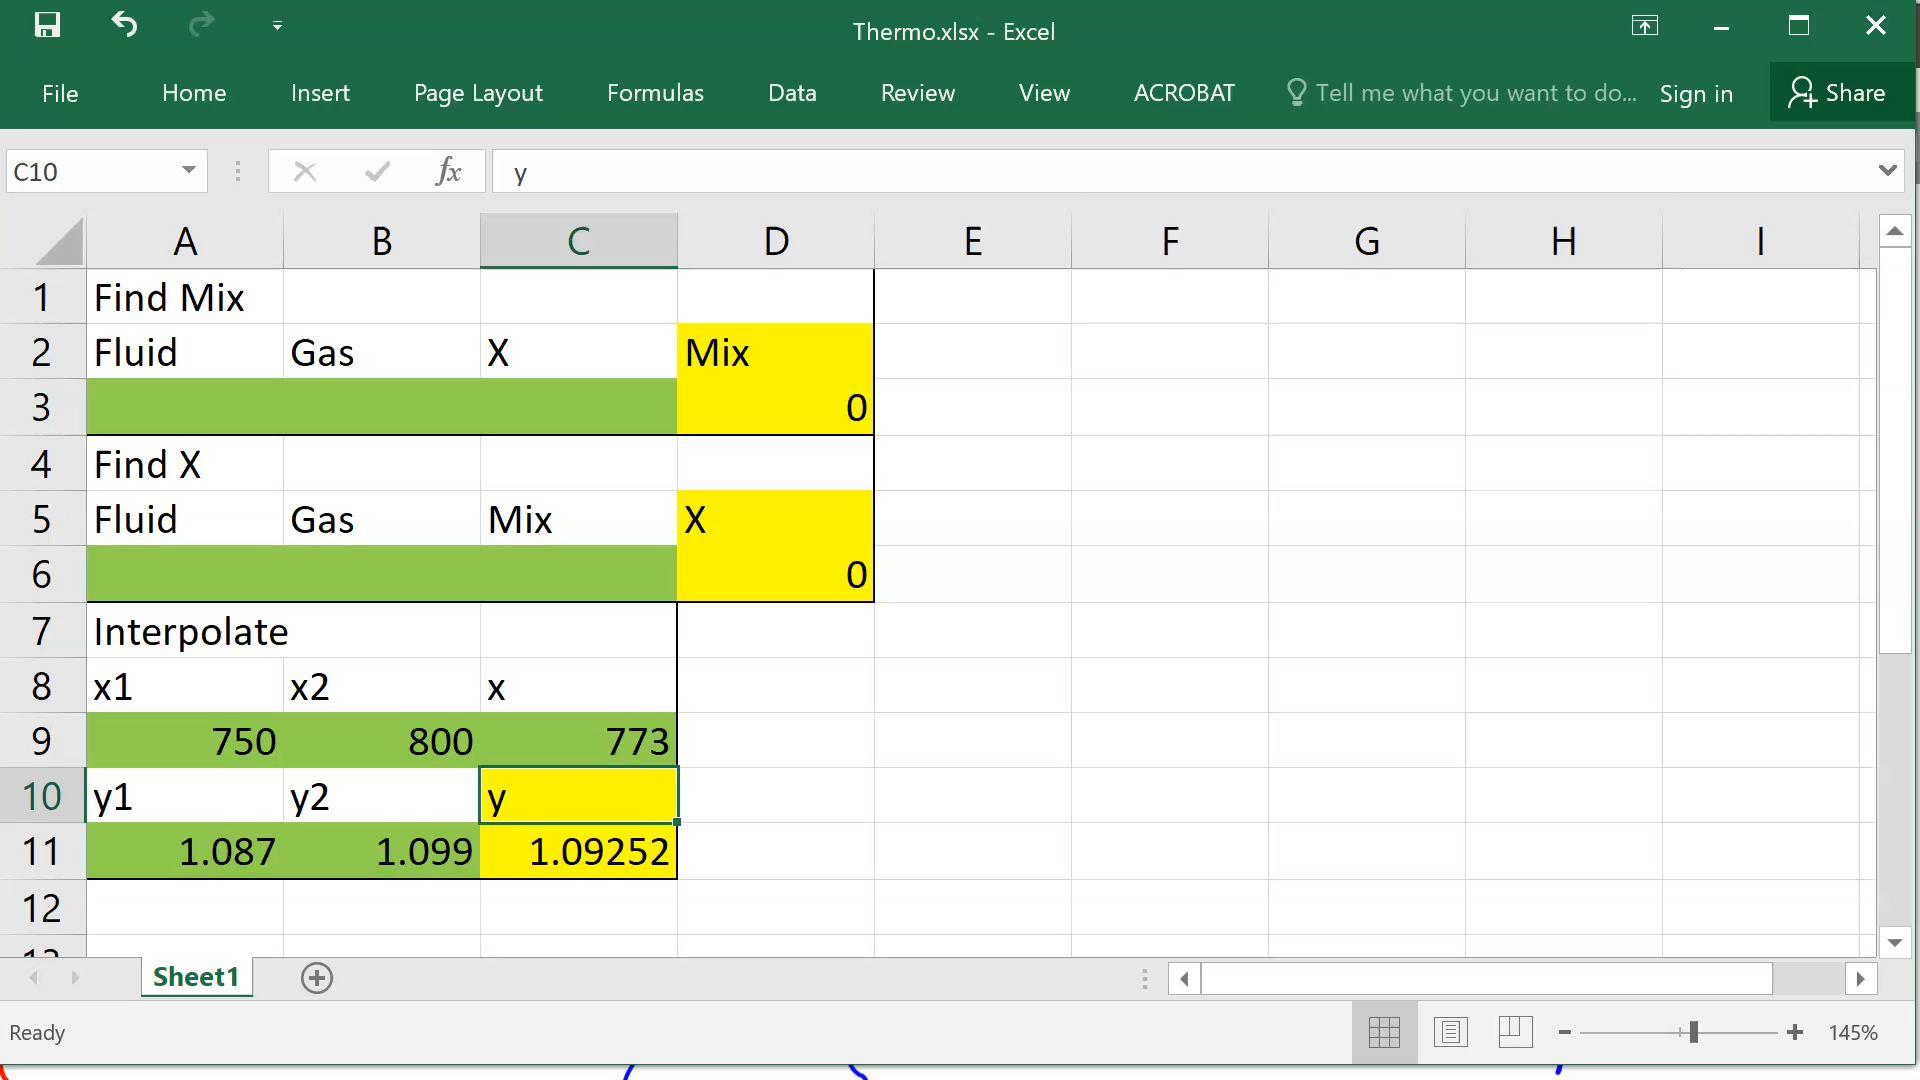 Thermo.xlsx - Excel
File Home Insert Page Layout Formulas Data Review View ACROBAT Tell me what you want to do... Sign in Share
C10 fx y
A B C D E F G H I
1 Find Mix
2 Fluid Gas X Mix
3 0
4 Find X
5 Fluid Gas Mix X
6 0
7 Interpolate
8 x1 x2 x
9 750 800 773
10 y1 y2 y
11 1.087 1.099 1.09252
12
Sheet1
Ready 145%